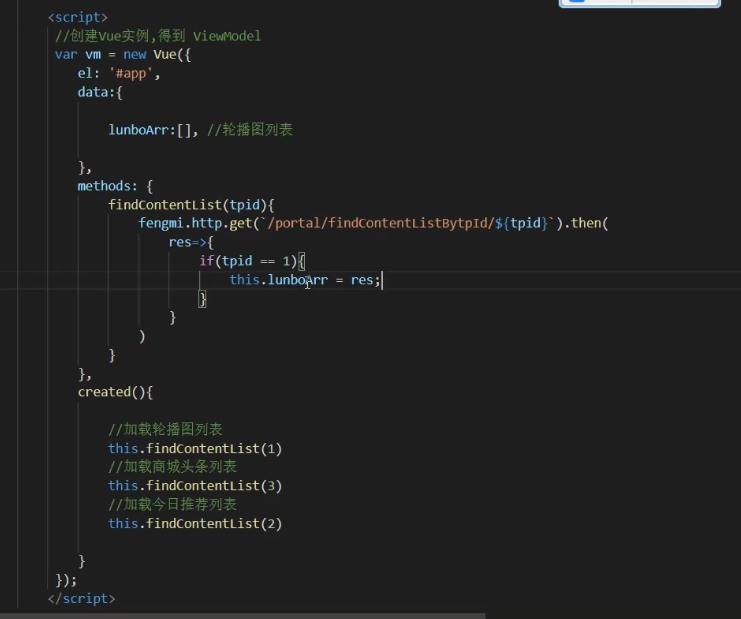 <script>
//创建Vue实例,得到 ViewModel
var vm = new Vue({
el: '#app',
data:{
lunboArr:[], //轮播图列表
},
methods: {
findContentList(tpid){
fengmi.http.get(`/portal/findContentListBytpId/${tpid}`).then(
res=>{
if(tpid == 1){
this.lunboArr = res;
}
}
)
}
},
created(){
//加载轮播图列表
this.findContentList(1)
//加载商城头条列表
this.findContentList(3)
//加载今日推荐列表
this.findContentList(2)
}
});
</script>